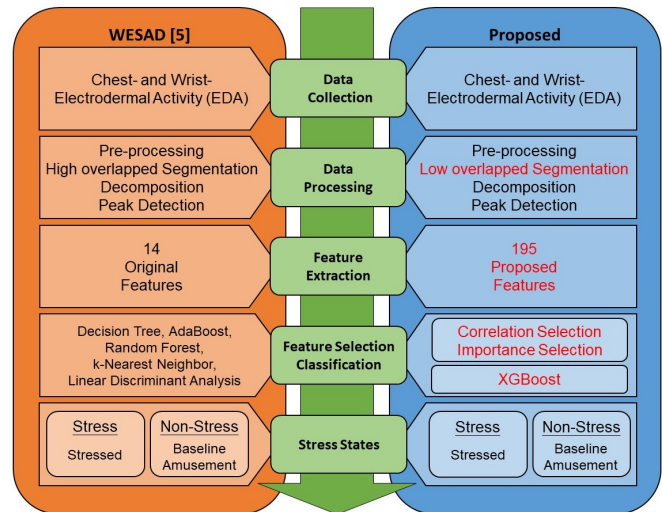 WESAD [5]
Proposed
Chest- and Wrist-
Electrodermal Activity (EDA)
Data
Collection
Chest- and Wrist-
Electrodermal Activity (EDA)
Pre-processing
High overlapped Segmentation
Decomposition
Peak Detection
Data
Processing
Pre-processing
Low overlapped Segmentation
Decomposition
Peak Detection
14
Original
Features
Feature
Extraction
195
Proposed
Features
Decision Tree, AdaBoost,
Random Forest,
k-Nearest Neighbor,
Linear Discriminant Analysis
Feature Selection
Classification
Correlation Selection
Importance Selection
XGBoost
Stress
Stressed
Non-Stress
Baseline
Amusement
Stress States
Stress
Stressed
Non-Stress
Baseline
Amusement